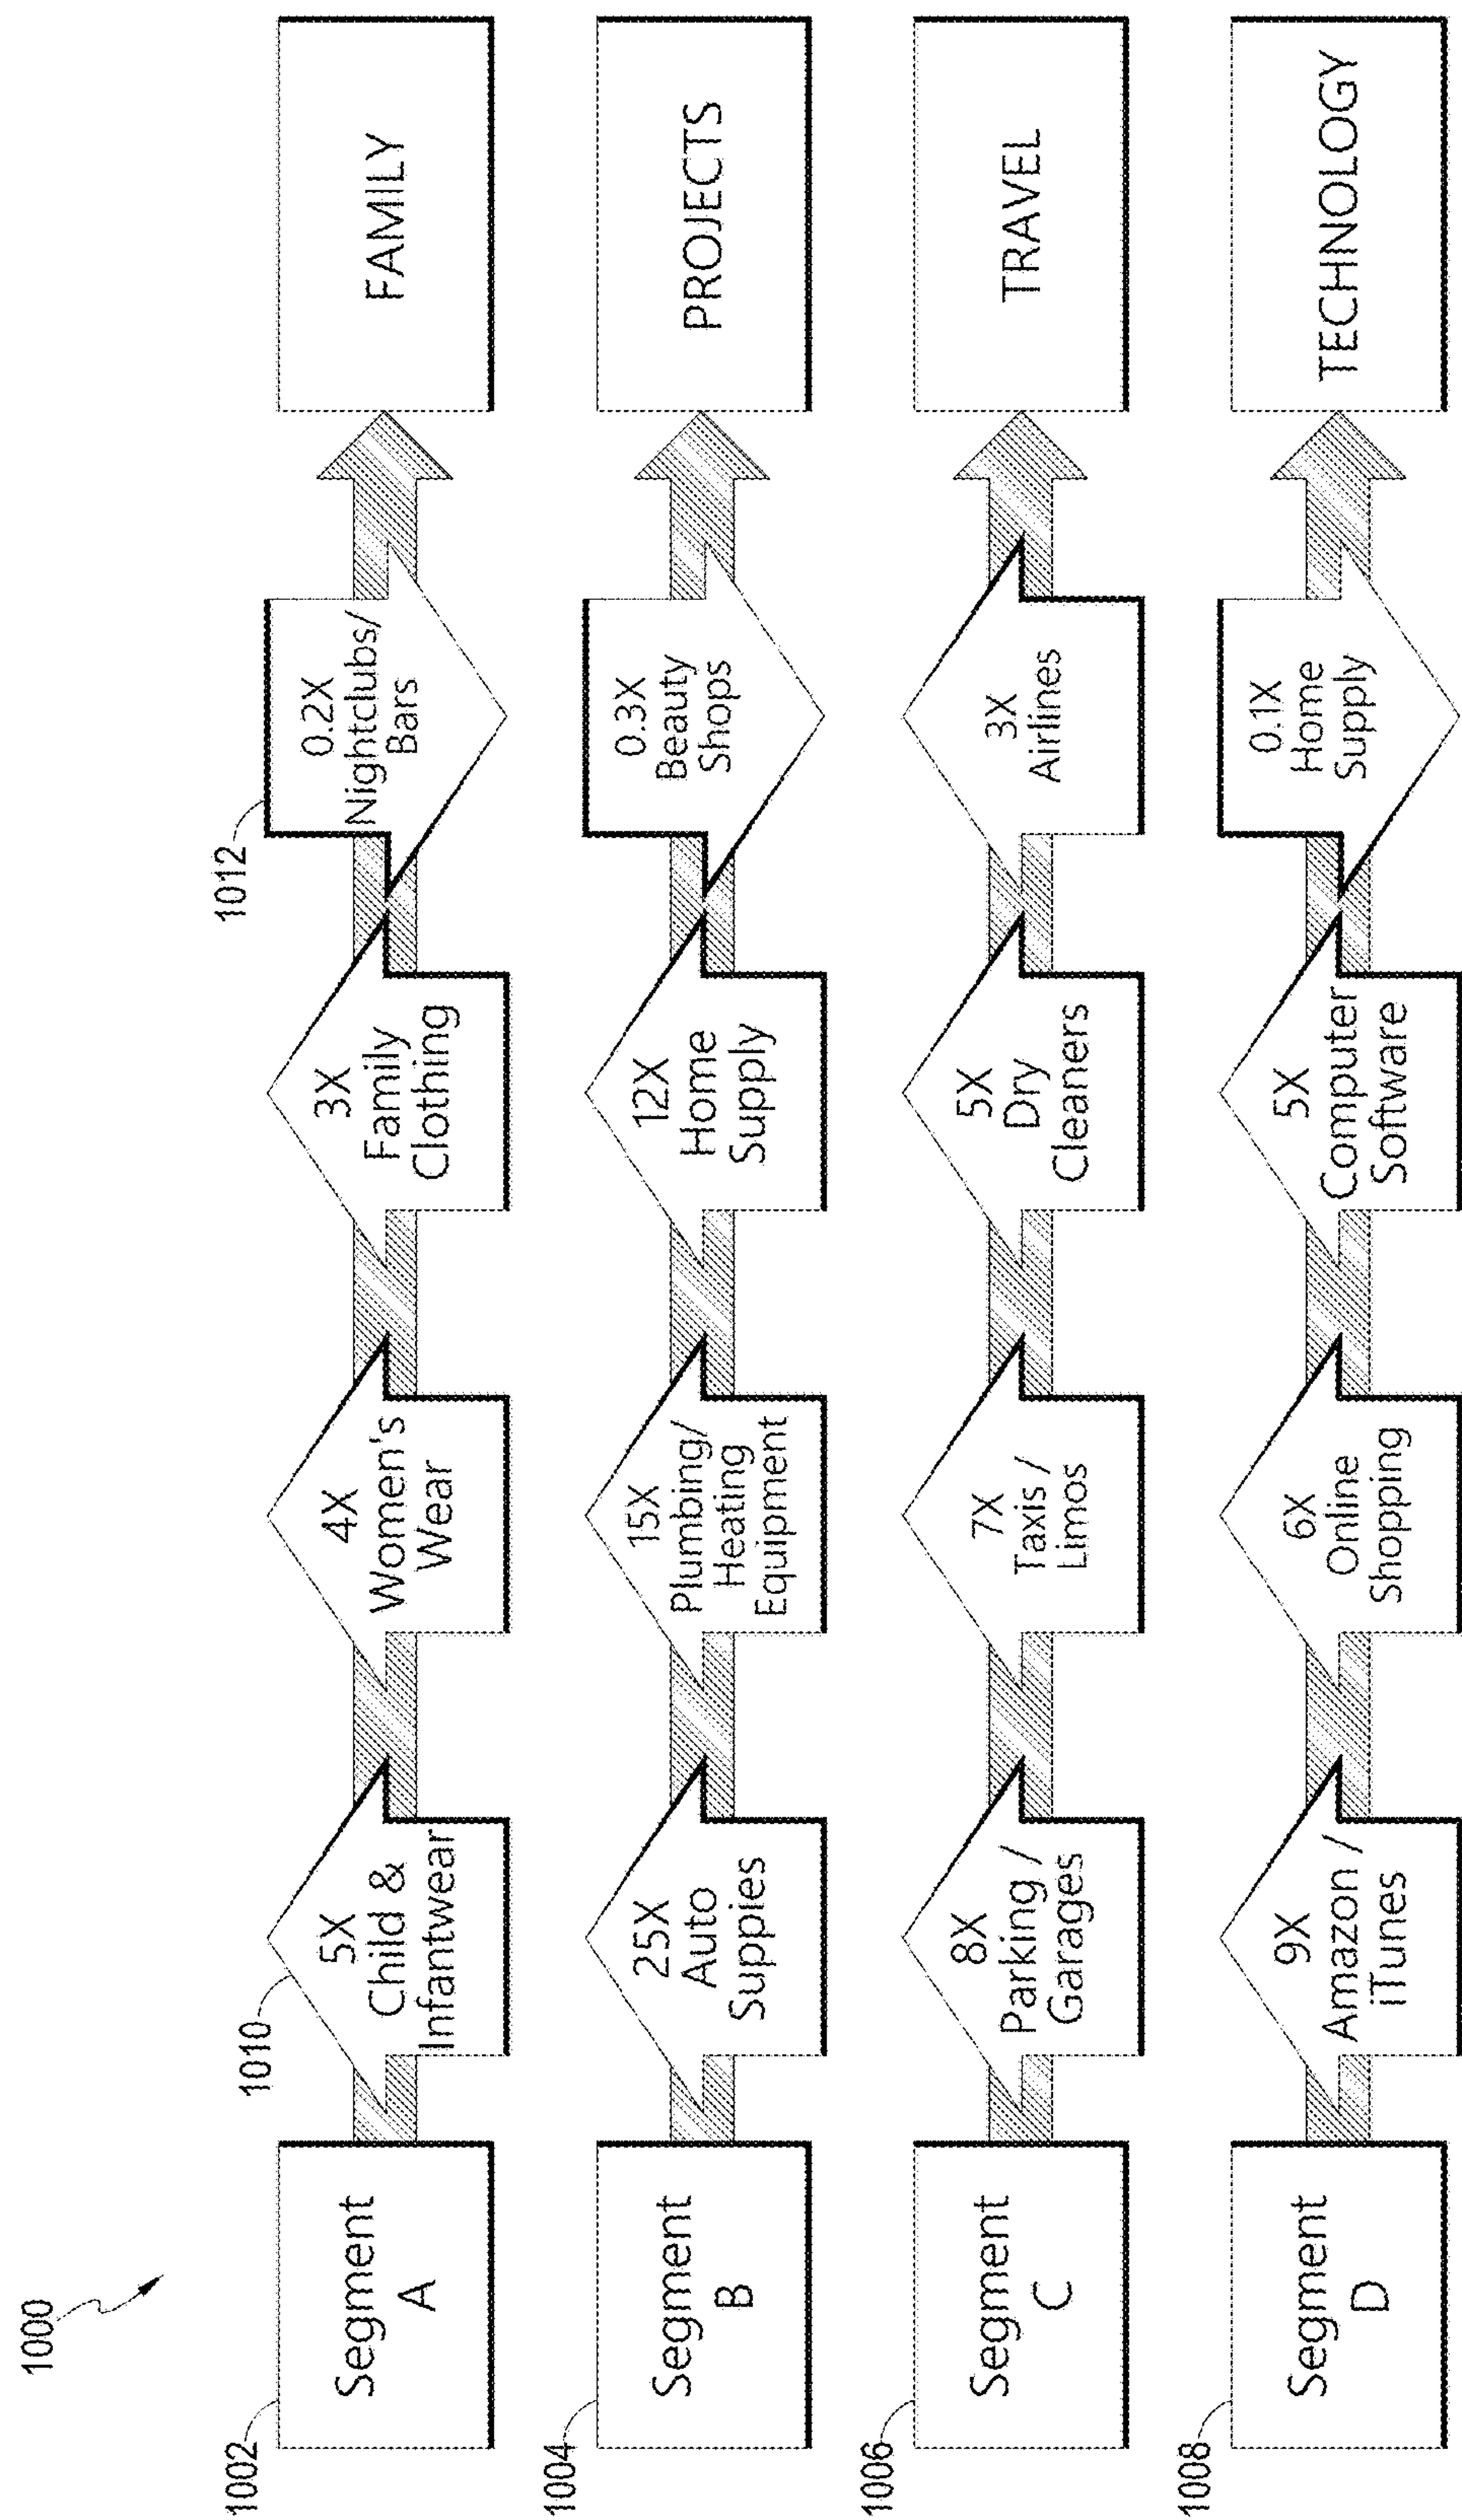 1000
1002
Segment
A
1010
5X
Child &
Infantwear
4X
Women's
Wear
3X
Family
Clothing
1012
0.2X
Nightclubs/
Bars
FAMILY
1004
Segment
B
25X
Auto
Suppies
15X
Plumbing/
Heating
Equipment
12X
Home
Supply
0.3X
Beauty
Shops
PROJECTS
1006
Segment
C
8X
Parking /
Garages
7X
Taxis /
Limos
5X
Dry
Cleaners
3X
Airlines
TRAVEL
1008
Segment
D
9X
Amazon /
iTunes
6X
Online
Shopping
5X
Computer
Software
0.1X
Home
Supply
TECHNOLOGY